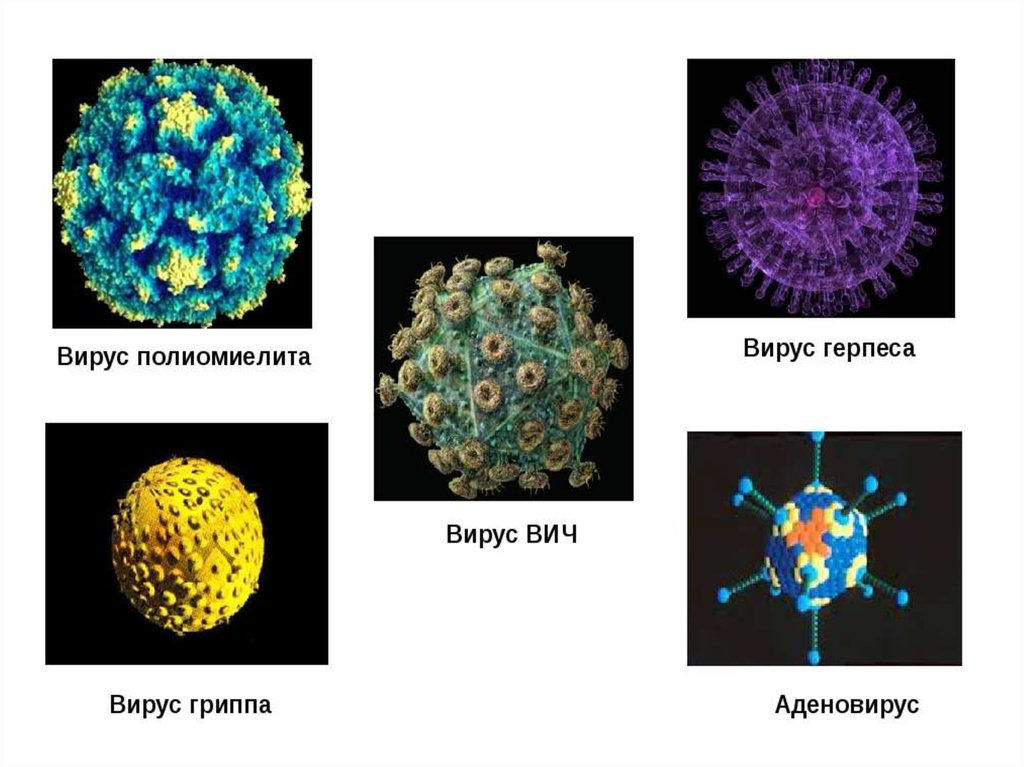 Вирус полиомиелита
Вирус герпеса
Вирус ВИЧ
Вирус гриппа
Аденовирус